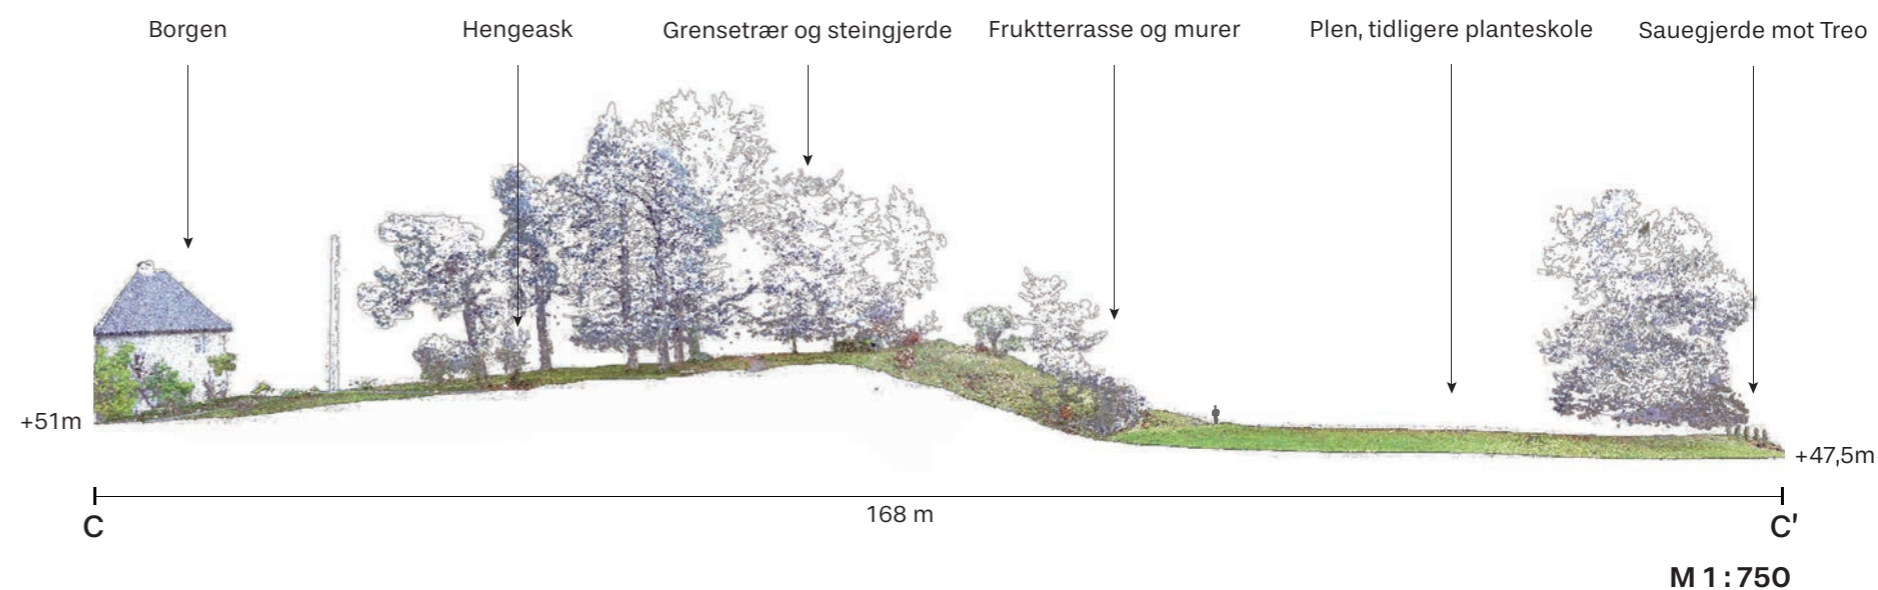 Borgen
Hengeask
Grensetrær og steingjerde
Fruktterrasse og murer
Plen, tidligere planteskole
Sauegjerde mot Treo
+51m
+47,5m
168 m
C
C'
M 1 : 750